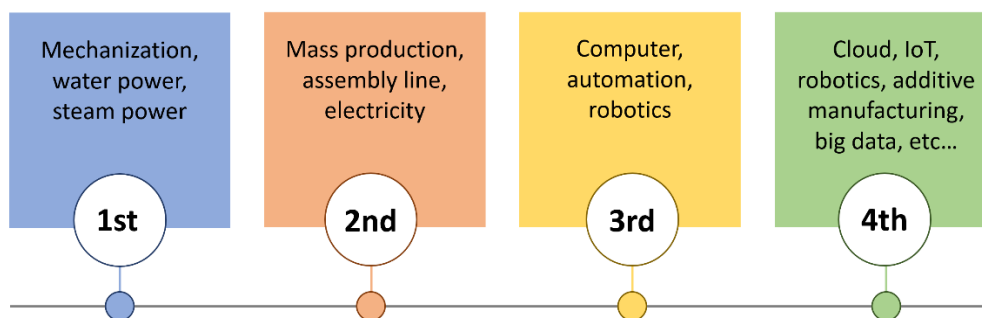 Mechanization,
water power,
steam power
1st
Mass production,
assembly line,
electricity
2nd
Computer,
automation,
robotics
3rd
Cloud, IoT,
robotics, additive
manufacturing,
big data, etc…
4th